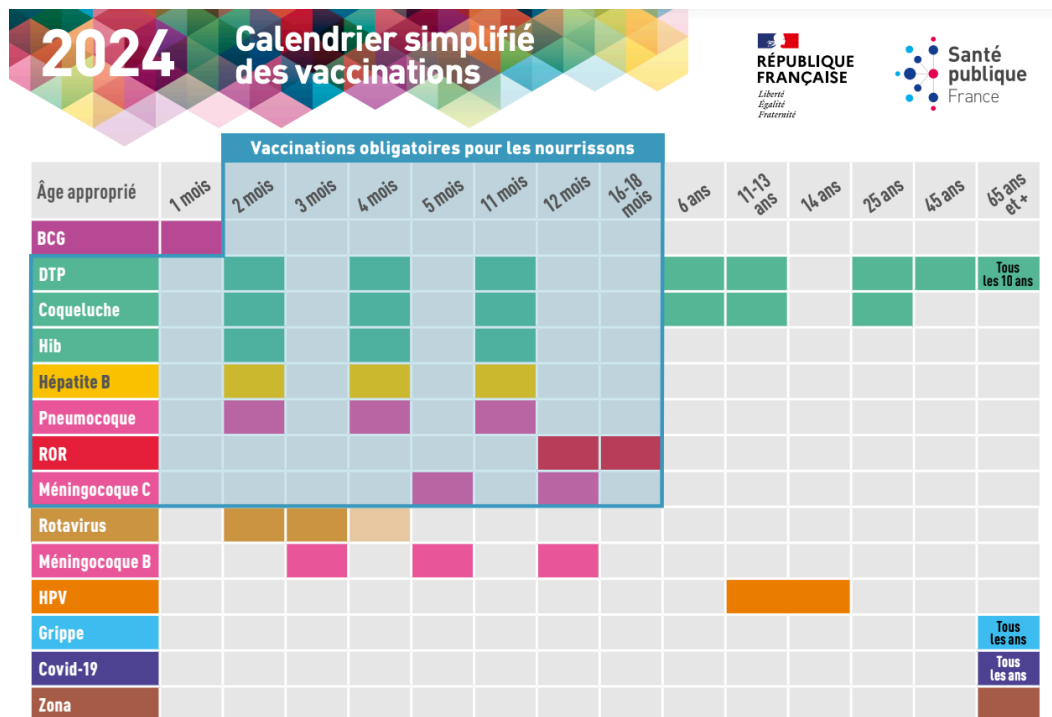 2024
Calendrier simplifié
des vaccinations
RÉPUBLIQUE
FRANÇAISE
Liberté
Égalité
Fraternité
Santé
publique
France
Vaccinations obligatoires pour les nourrissons
Âge approprié
1 mois
2 mois
3 mois
4 mois
5 mois
11 mois
12 mois
16-18
mois
6 ans
11-13
ans
14 ans
25 ans
45 ans
65 ans
et +
BCG
DTP
Tous
les 10 ans
Coqueluche
Hib
Hépatite B
Pneumocoque
ROR
Méningocoque C
Rotavirus
Méningocoque B
HPV
Grippe
Tous
les ans
Covid-19
Tous
les ans
Zona